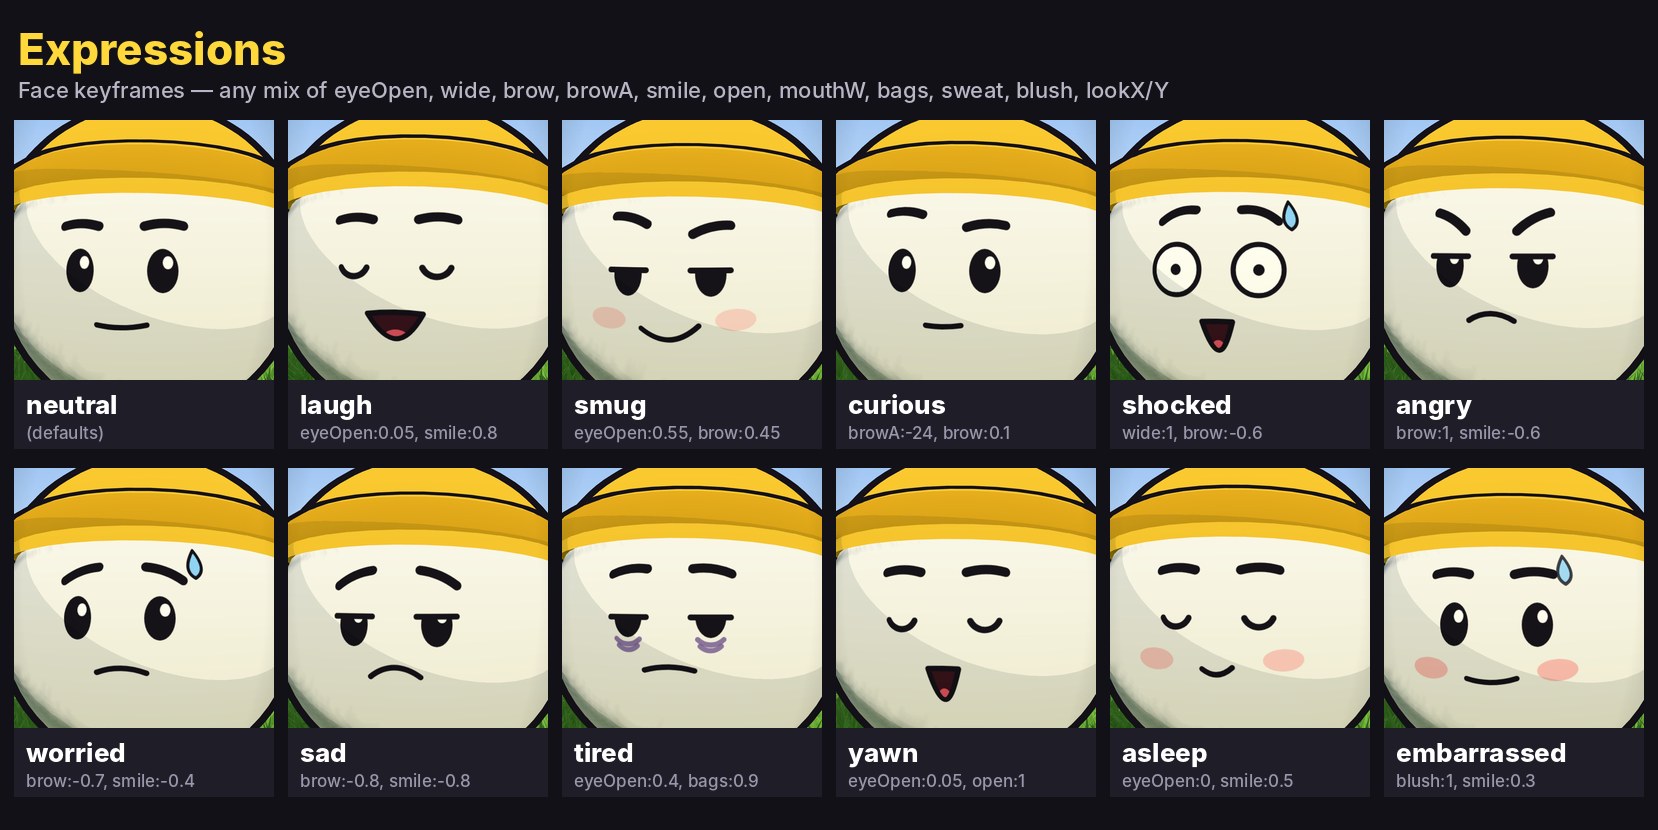 Expressions
Face keyframes — any mix of eyeOpen, wide, brow, browA, smile, open, mouthW, bags, sweat, blush, lookX/Y
neutral
(defaults)
laugh
eyeOpen:0.05, smile:0.8
smug
eyeOpen:0.55, brow:0.45
curious
browA:-24, brow:0.1
shocked
wide:1, brow:-0.6
angry
brow:1, smile:-0.6
worried
brow:-0.7, smile:-0.4
sad
brow:-0.8, smile:-0.8
tired
eyeOpen:0.4, bags:0.9
yawn
eyeOpen:0.05, open:1
asleep
eyeOpen:0, smile:0.5
embarrassed
blush:1, smile:0.3